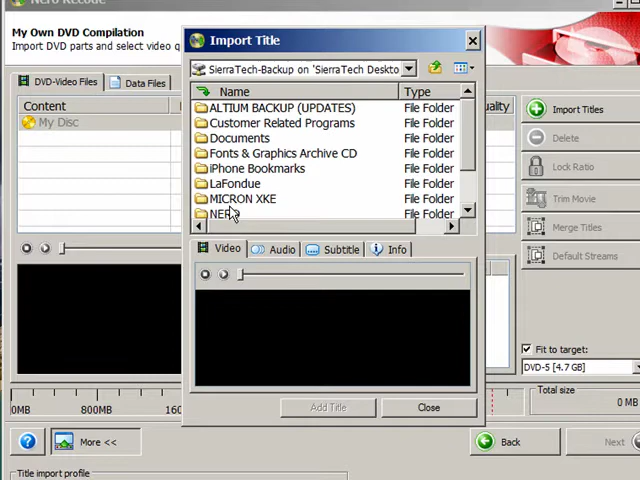 Nero Recode
My Own DVD Compilation
Import DVD parts and select video q
DVD-Video Files
Data Files
Content
uality
My Disc
Import Title
SierraTech-Backup on 'SierraTech Deskto
Name
Type
ALTIUM BACKUP (UPDATES)
File Folder
Customer Related Programs
File Folder
Documents
File Folder
Fonts & Graphics Archive CD
File Folder
iPhone Bookmarks
File Folder
LaFondue
File Folder
MICRON XKE
File Folder
File Folder
Video
Audio
Subtitle
Info
Add Title
Close
Import Titles
Delete
Lock Ratio
Trim Movie
Merge Titles
Default Streams
Fit to target:
DVD-5 [4.7 GB]
0MB
800MB
160
Total size
0 MB
More <<
Back
Next
Title import profile